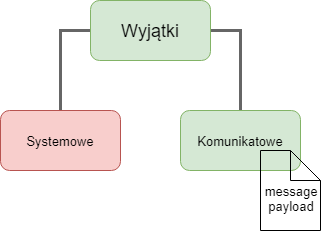 Wyjątki
Systemowe
Komunikatowe
message
payload